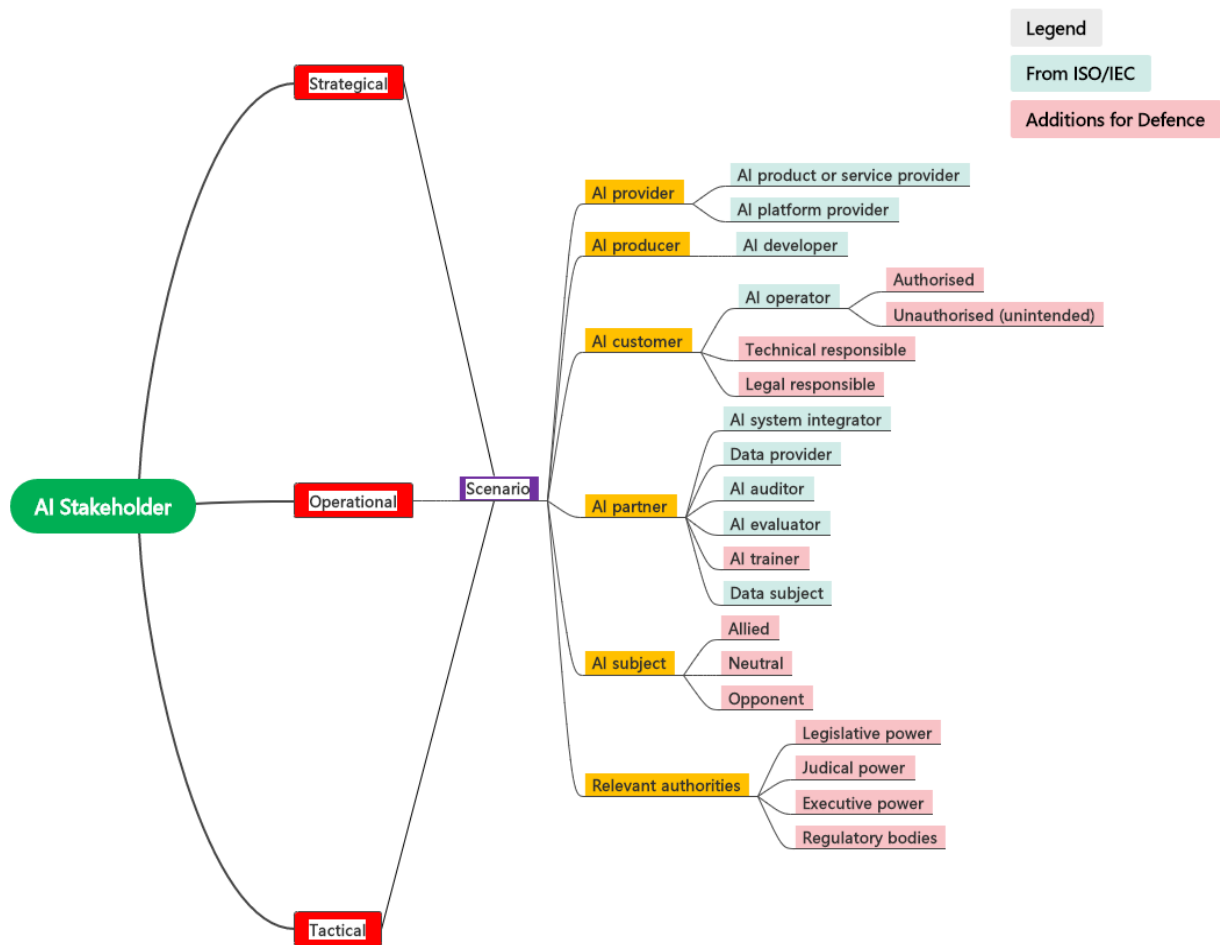 Legend
From ISO/IEC
Additions for Defence
Strategical
AI product or service provider
AI provider
AI platform provider
AI producer
AI developer
Authorised
AI operator
Unauthorised (unintended)
AI customer
Technical responsible
Legal responsible
AI system integrator
Data provider
Scenario
AI auditor
AI Stakeholder
Operational
AI partner
AI evaluator
AI trainer
Data subject
Allied
AI subject
Neutral
Opponent
Legislative power
Judical power
Relevant authorities
Executive power
Regulatory bodies
Tactical